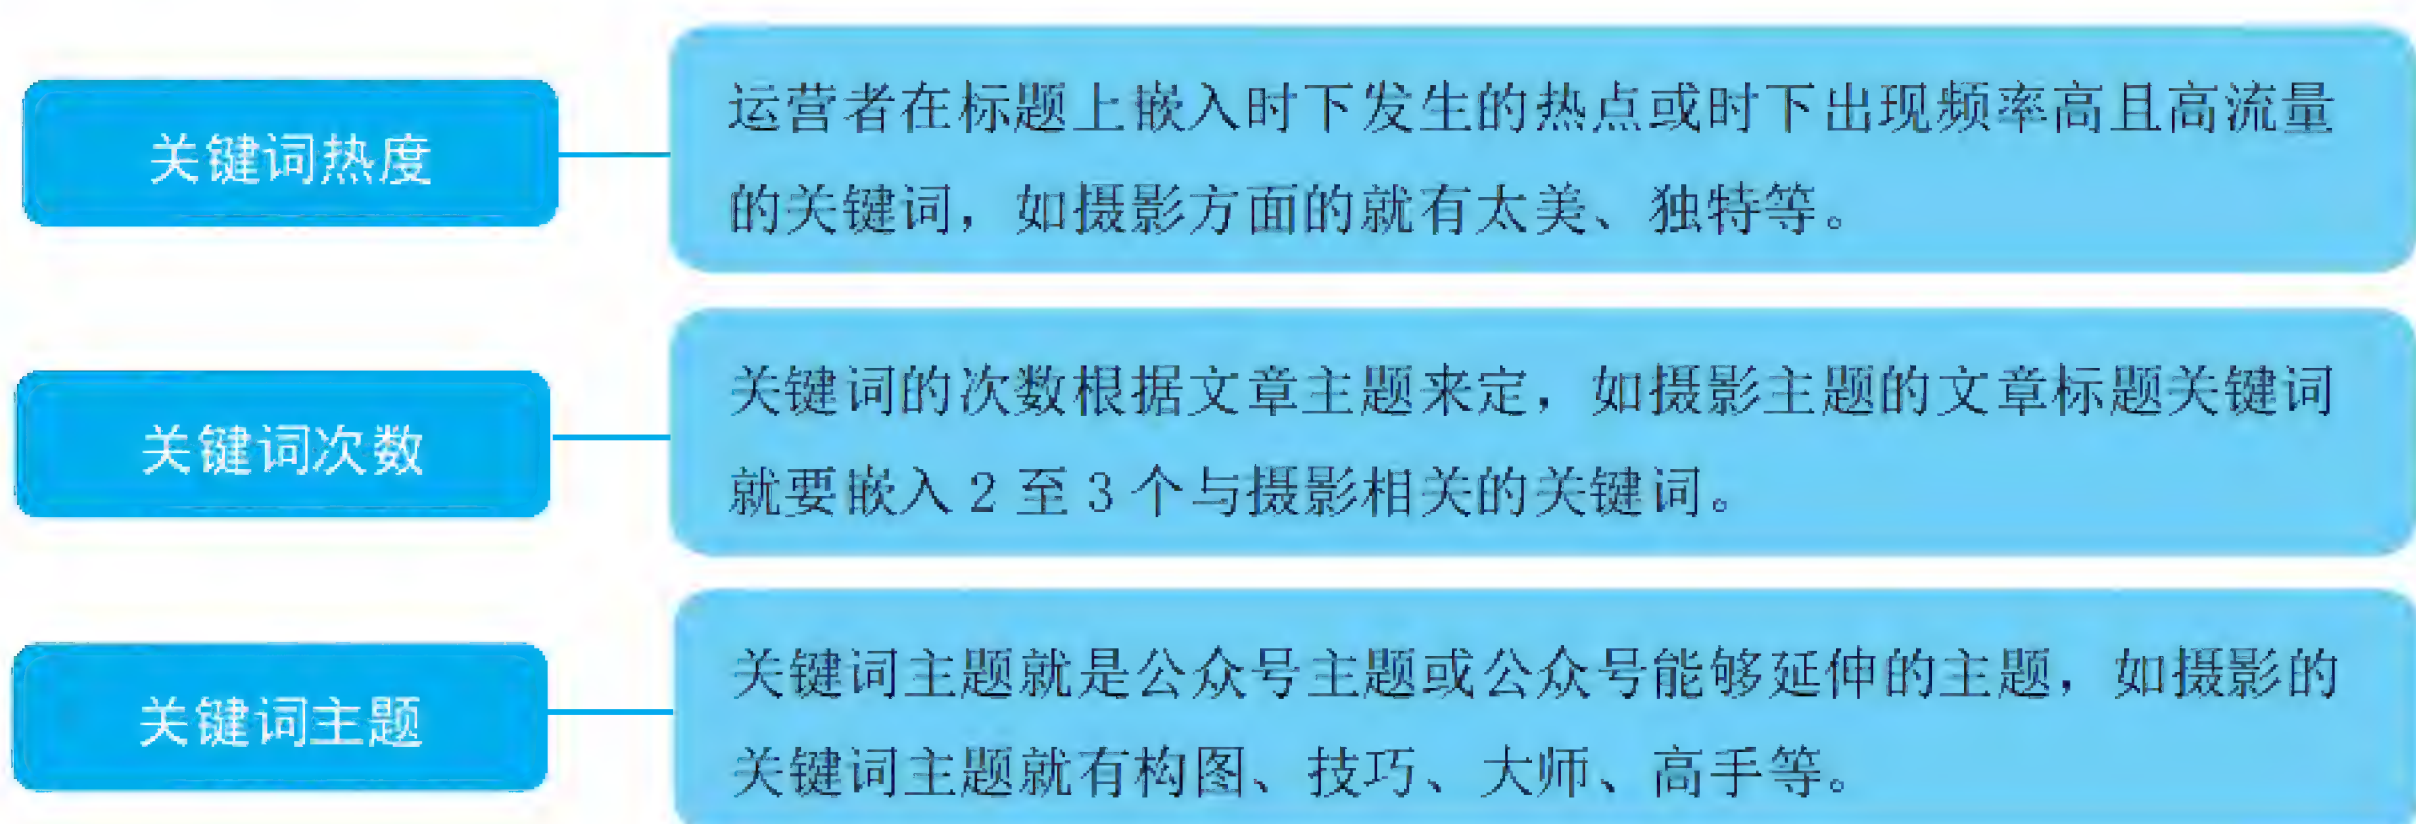 关键词热度
运营者在标题上嵌入时下发生的热点或时下出现频率高且高流量
的关键词，如摄影方面的就有太美、独特等。
关键词次数
关键词的次数根据文章主题来定，如摄影主题的文章标题关键词
就要嵌入2至3个与摄影相关的关键词。
关键词主题
关键词主题就是公众号主题或公众号能够延伸的主题，如摄影的
关键词主题就有构图、技巧、大师、高手等。